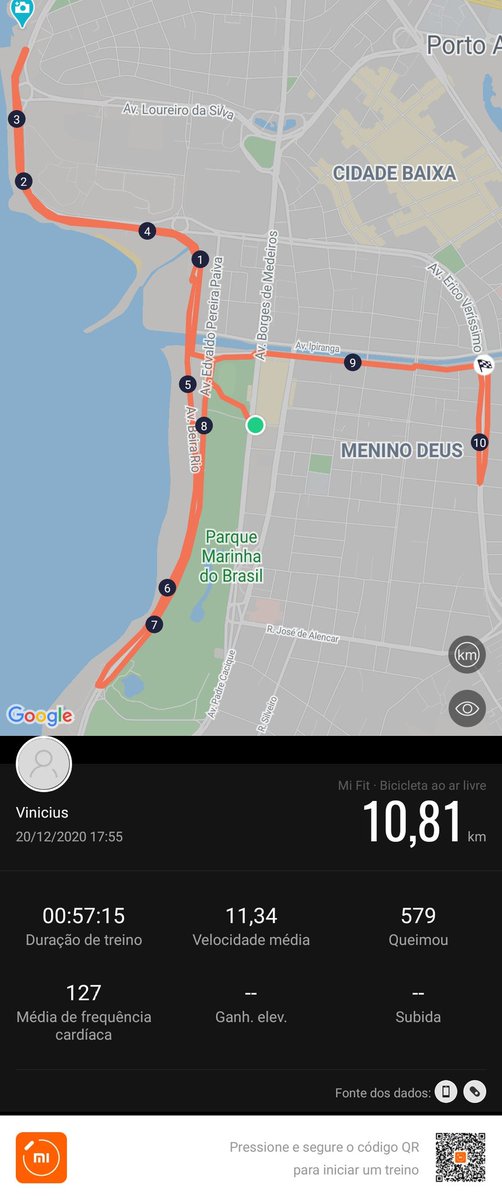 Porto A
Av. Loureiro da Silva
CIDADE BAIXA
3
2
4
1
Av. Erico Verissimo
Av. Borges de Medeiros
Av. Edvaldo Pereira Paiva
Av. Ipiranga
9
5
8
Av. Beira Rio
10
MENINO DEUS
Parque
Marinha
do Brasil
6
7
R. José de Alencar
Av. Padre Cacique
R. Silveiro
km
Google
Mi Fit · Bicicleta ao ar livre
Vinicius
20/12/2020 17:55
10,81 km
00:57:15 11,34 579
Duração de treino Velocidade média Queimou
127 -- --
Média de frequência cardíaca Ganh. elev. Subida
Fonte dos dados:
mi
Pressione e segure o código QR
para iniciar um treino